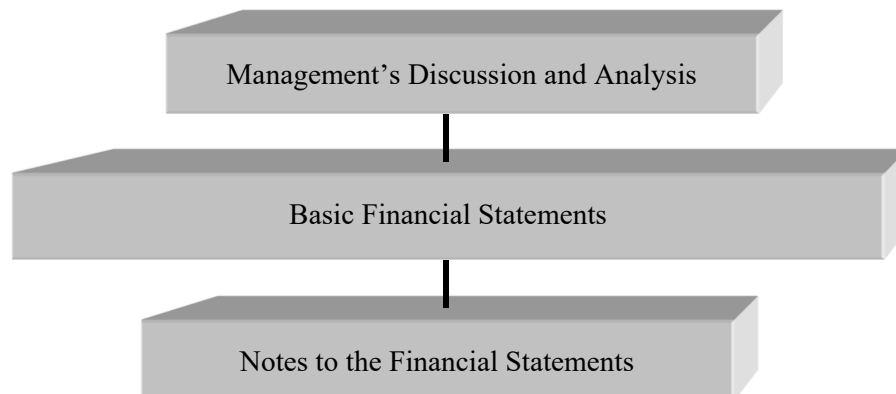 Management’s Discussion and Analysis
Basic Financial Statements
Notes to the Financial Statements